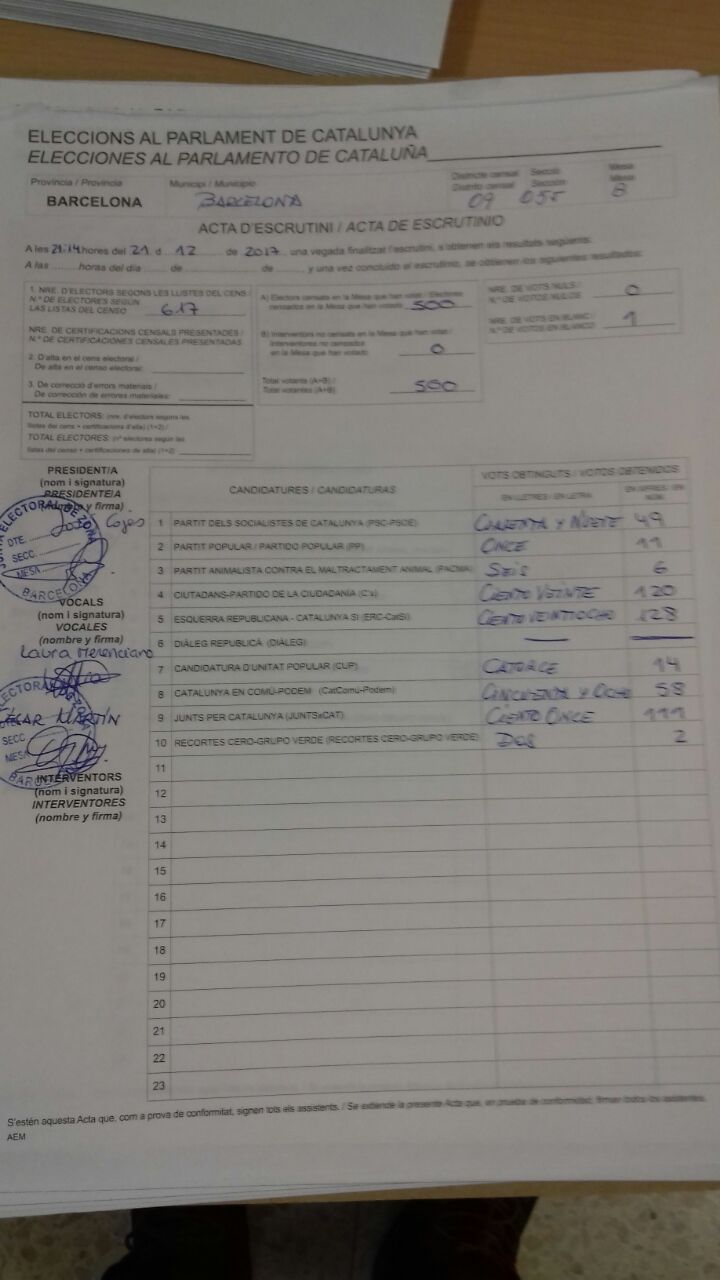 ELECCIONS AL PARLAMENT DE CATALUNYA
ELECCIONES AL PARLAMENTO DE CATALUÑA
Provincia / Provincia
BARCELONA
Municipi / Municipio
BARCELONA
Districte censal
Distrito censal
09
Secció
Sección
055
Mesa
Mesa
B
ACTA D'ESCRUTINI / ACTA DE ESCRUTINIO
A les 21:14 hores del 21 d 12 de 2017, una vegada finalitzat l'escrutini, s'obtenen els resultats següents:
A las ........ horas del día ........ de ........ de ........ y una vez concluido el escrutinio, se obtienen los siguientes resultados:
1. NRE. D'ELECTORS SEGONS LES LLISTES DEL CENS /
N.º DE ELECTORES SEGÚN
LAS LISTAS DEL CENSO 617
NRE. DE CERTIFICACIONS CENSALS PRESENTADES /
N.º DE CERTIFICACIONES CENSALES PRESENTADAS
2. D'alta en el cens electoral /
De alta en el censo electoral:
3. De correcció d'errors materials /
De corrección de errores materiales:
TOTAL ELECTORS: (nre. d'electors segons les
llistes del cens + certificacions d'alta) (1+2) /
TOTAL ELECTORES: (nº electores según las
listas del censo + certificaciones de alta) (1+2)
A) Electors censats en la Mesa que han votat / Electores
censados en la Mesa que han votado 500
B) Interventors no censats en la Mesa que han votat /
Interventores no censados
en la Mesa que han votado 0
Total votants (A+B) /
Total votantes (A+B) 500
NRE. DE VOTS NULS /
N.º DE VOTOS NULOS 0
NRE. DE VOTS EN BLANC /
N.º DE VOTOS EN BLANCO 1
PRESIDENT/A
(nom i signatura)
PRESIDENTE/A
(nombre y firma)
ELECTORAL DE ZONA
DTE.
SECC.
MESA
BARCELONA
VOCALS
(nom i signatura)
VOCALES
(nombre y firma)
Laura Merenciano
MARTÍN
SECC
MESA
INTERVENTORS
(nom i signatura)
INTERVENTORES
(nombre y firma)
CANDIDATURES / CANDIDATURAS
VOTS OBTINGUTS / VOTOS OBTENIDOS
EN LLETRES / EN LETRA
EN XIFRES / EN NÚM.
1 PARTIT DELS SOCIALISTES DE CATALUNYA (PSC-PSOE) CUARENTA Y NUEVE 49
2 PARTIT POPULAR / PARTIDO POPULAR (PP) ONCE 11
3 PARTIT ANIMALISTA CONTRA EL MALTRACTAMENT ANIMAL (PACMA) SEIS 6
4 CIUTADANS-PARTIDO DE LA CIUDADANÍA (C's) CIENTO VEINTE 120
5 ESQUERRA REPUBLICANA - CATALUNYA SÍ (ERC-CatSí) CIENTO VEINTIOCHO 128
6 DIÀLEG REPUBLICÀ (DIÀLEG)
7 CANDIDATURA D'UNITAT POPULAR (CUP) CATORCE 14
8 CATALUNYA EN COMÚ-PODEM (CatComú-Podem) CINCUENTA Y OCHO 58
9 JUNTS PER CATALUNYA (JUNTSxCAT) CIENTO ONCE 111
10 RECORTES CERO-GRUPO VERDE (RECORTES CERO-GRUPO VERDE) DOS 2
11
12
13
14
15
16
17
18
19
20
21
22
23
S'estén aquesta Acta que, com a prova de conformitat, signen tots els assistents. / Se extiende la presente Acta que, en prueba de conformidad, firman todos los asistentes.
AEM